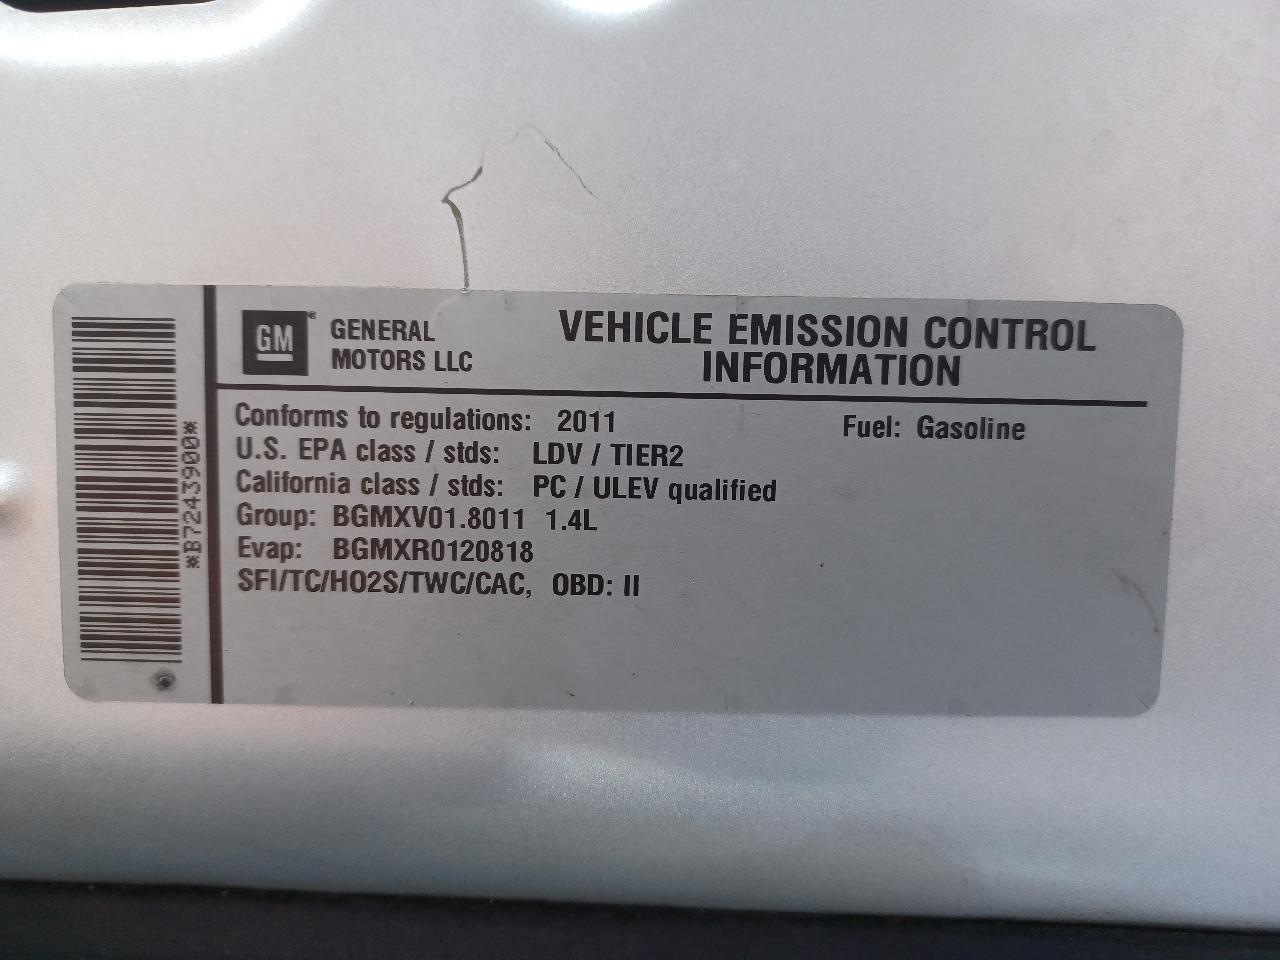 *B7243900*
GM
GENERAL
MOTORS LLC
VEHICLE EMISSION CONTROL
INFORMATION
Conforms to regulations: 2011
Fuel: Gasoline
U.S. EPA class / stds: LDV / TIER2
California class / stds: PC / ULEV qualified
Group: BGMXV01.8011 1.4L
Evap: BGMXR0120818
SFI/TC/HO2S/TWC/CAC, OBD: II